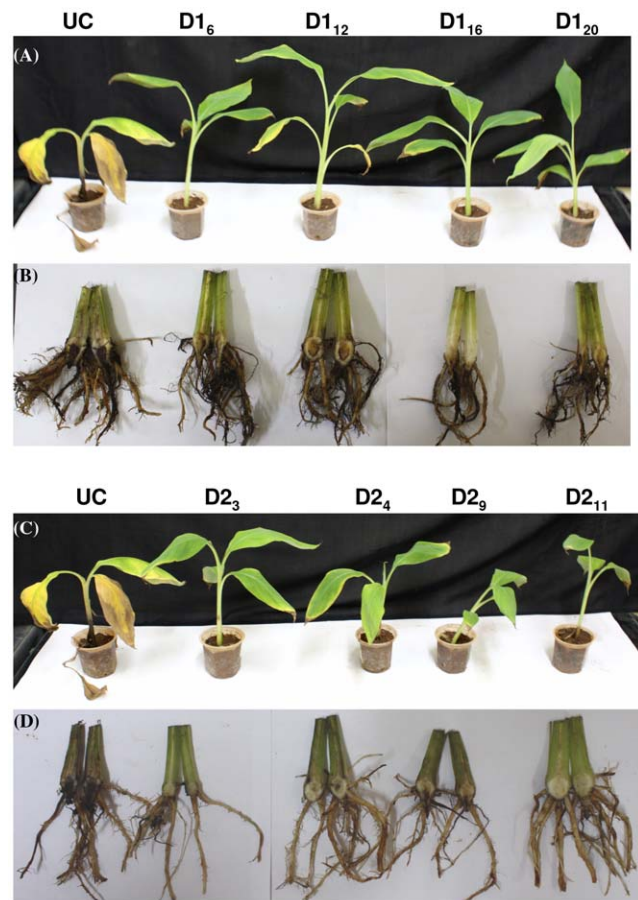 UC D1₆ D1₁₂ D1₁₆ D1₂₀
(A)
(B)
UC D2₃ D2₄ D2₉ D2₁₁
(C)
(D)